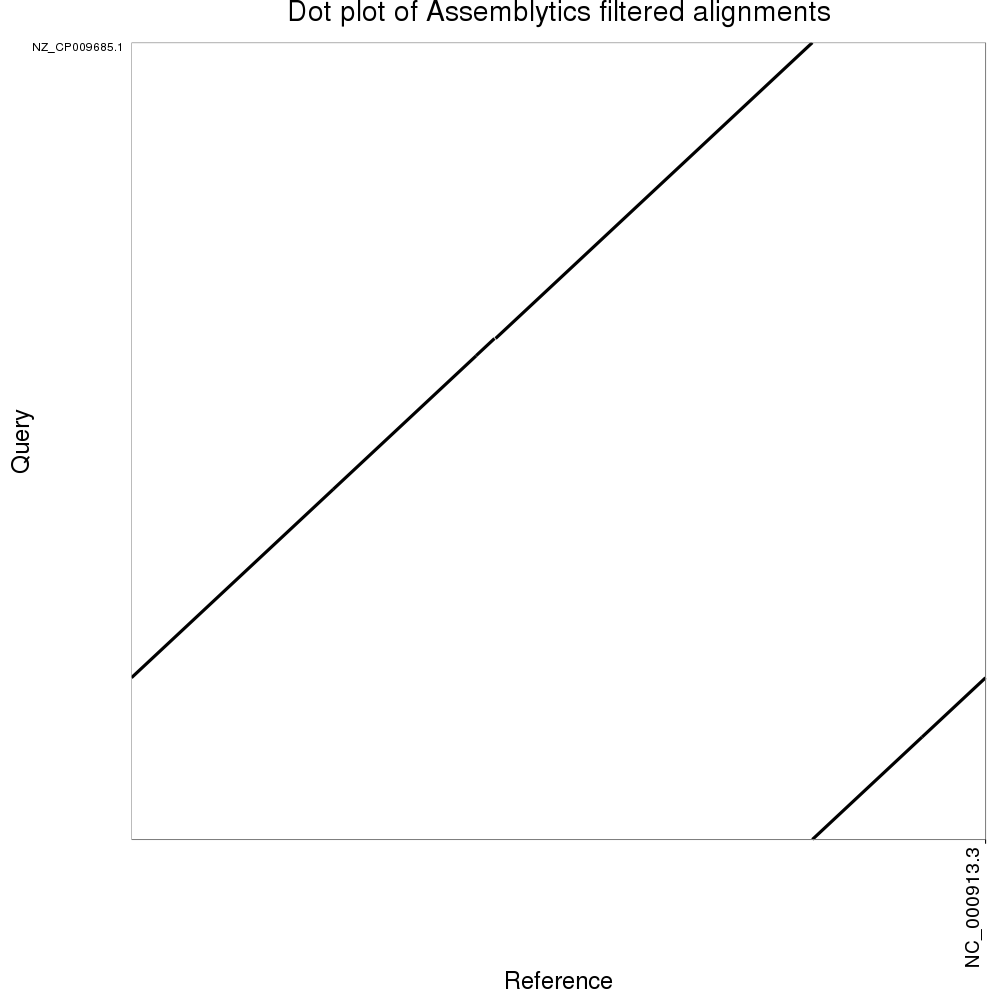 Dot plot of Assemblytics filtered alignments
NZ_CP009685.1
Query
NC_000913.3
Reference